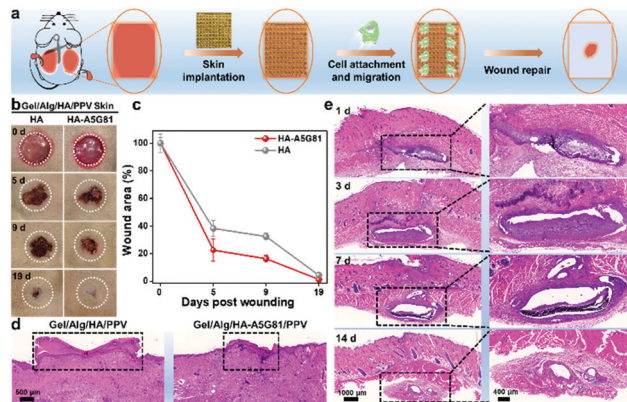 a
Skin
implantation
Cell attachment
and migration
Wound repair
b
Gel/Alg/HA/PPV Skin
HA
HA-A5G81
0 d
5 d
9 d
19 d
c
HA-A5G81
HA
Wound area (%)
100
80
60
40
20
0
0
5
9
19
Days post wounding
d
Gel/Alg/HA/PPV
Gel/Alg/HA-A5G81/PPV
500 μm
e
1 d
3 d
7 d
14 d
1000 μm
400 μm